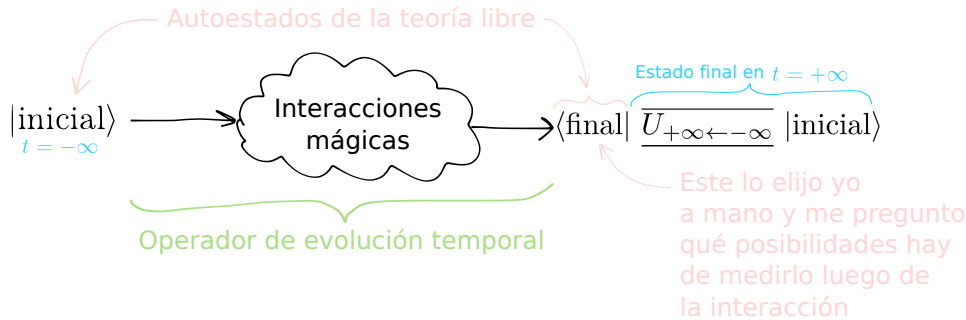 Autoestados de la teoría libre
|inicial⟩
t = −∞
Interacciones
mágicas
Estado final en t = +∞
⟨final| U+∞←−∞ |inicial⟩
Operador de evolución temporal
Este lo elijo yo
a mano y me pregunto
qué posibilidades hay
de medirlo luego de
la interacción